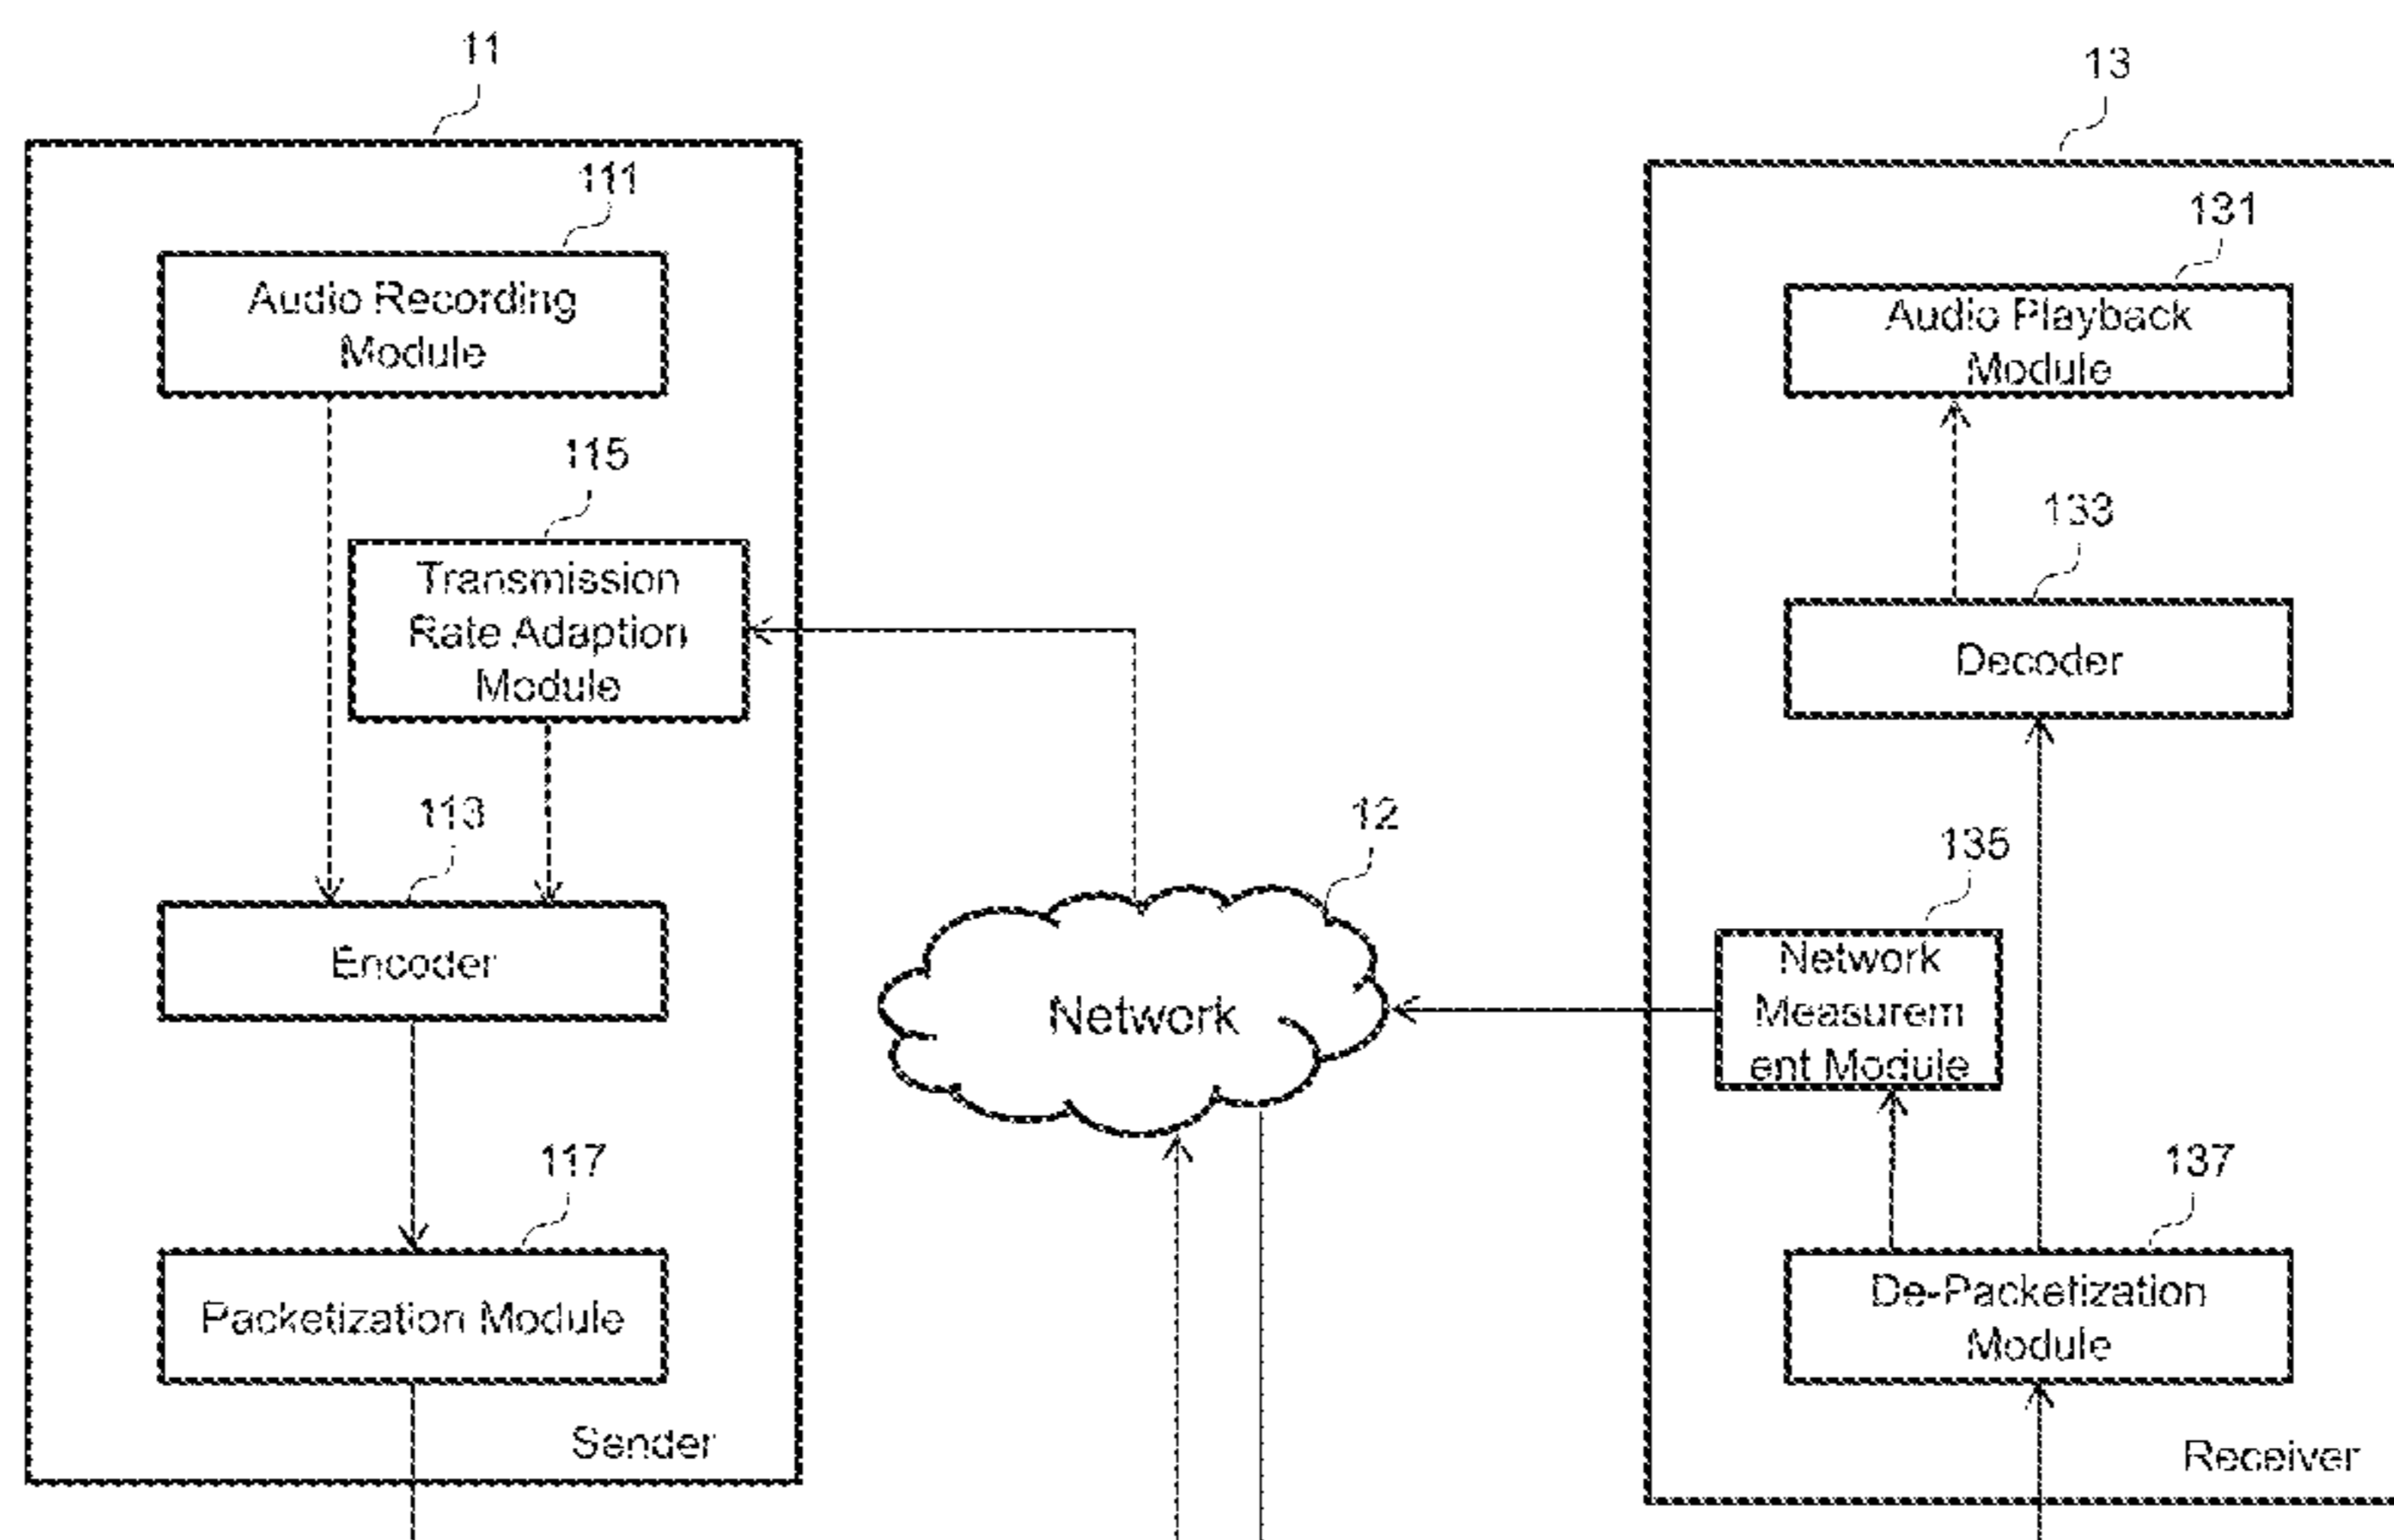 11
111
Audio Recording
Module
115
Transmission
Rate Adaption
Module
113
Encoder
117
Packetization Module
Sender
12
Network
13
131
Audio Playback
Module
133
Decoder
135
Network
Measurem
ent Module
137
De-Packetization
Module
Receiver